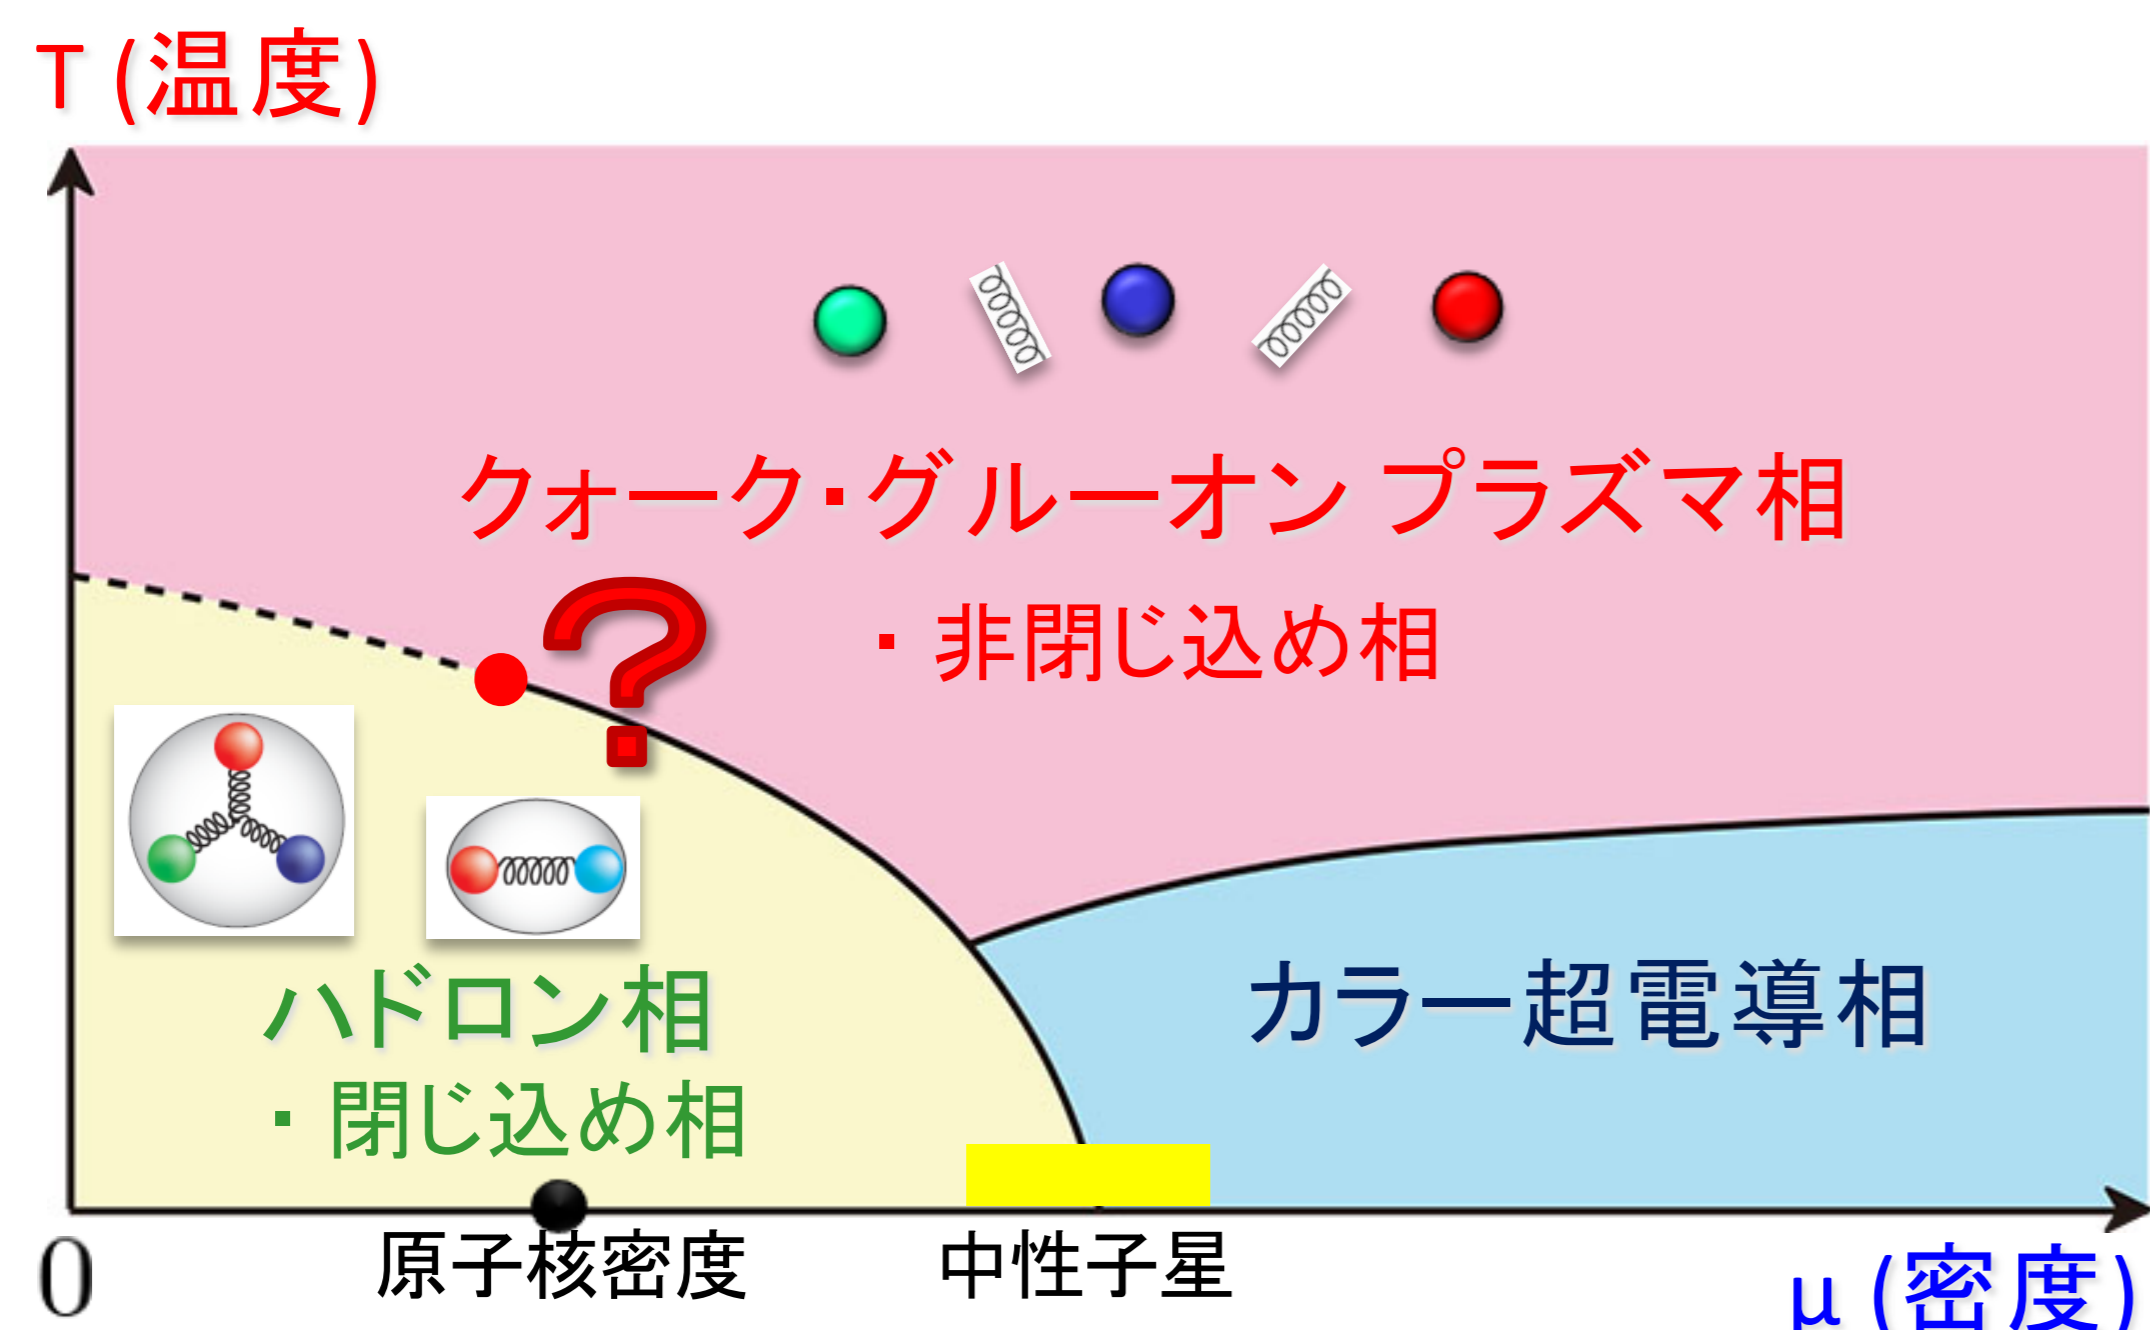 T (温度)
?
クォーク・グルーオン プラズマ相
・非閉じ込め相
ハドロン相
・閉じ込め相
カラー超電導相
0
原子核密度
中性子星
μ (密度)